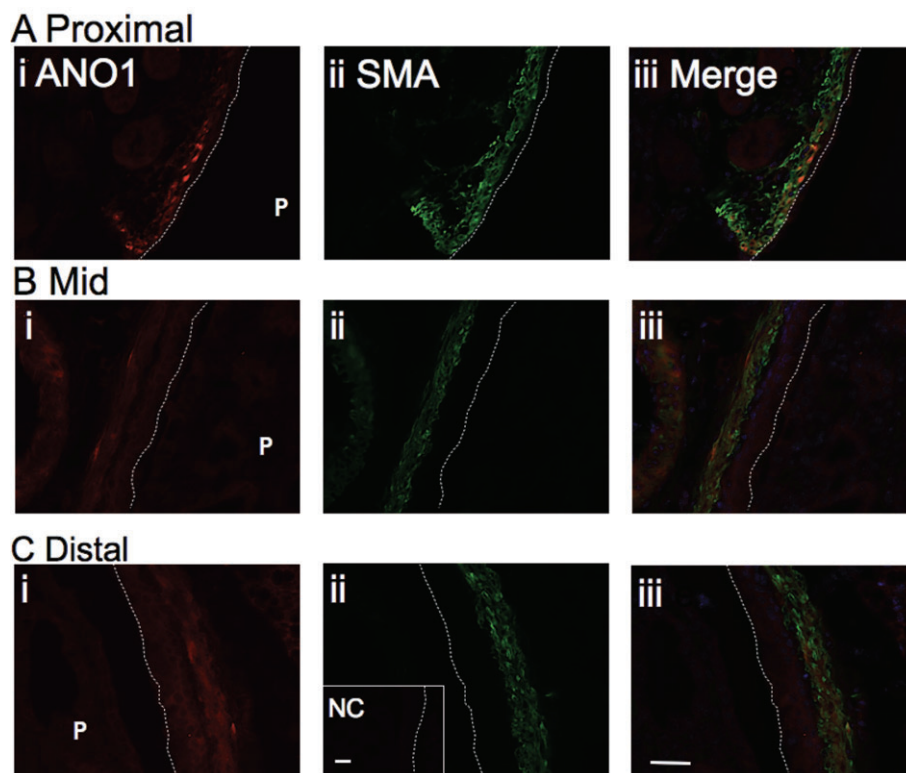 A Proximal
i ANO1
ii SMA
iii Merge
P
B Mid
i
ii
iii
P
C Distal
i
ii
iii
NC
P